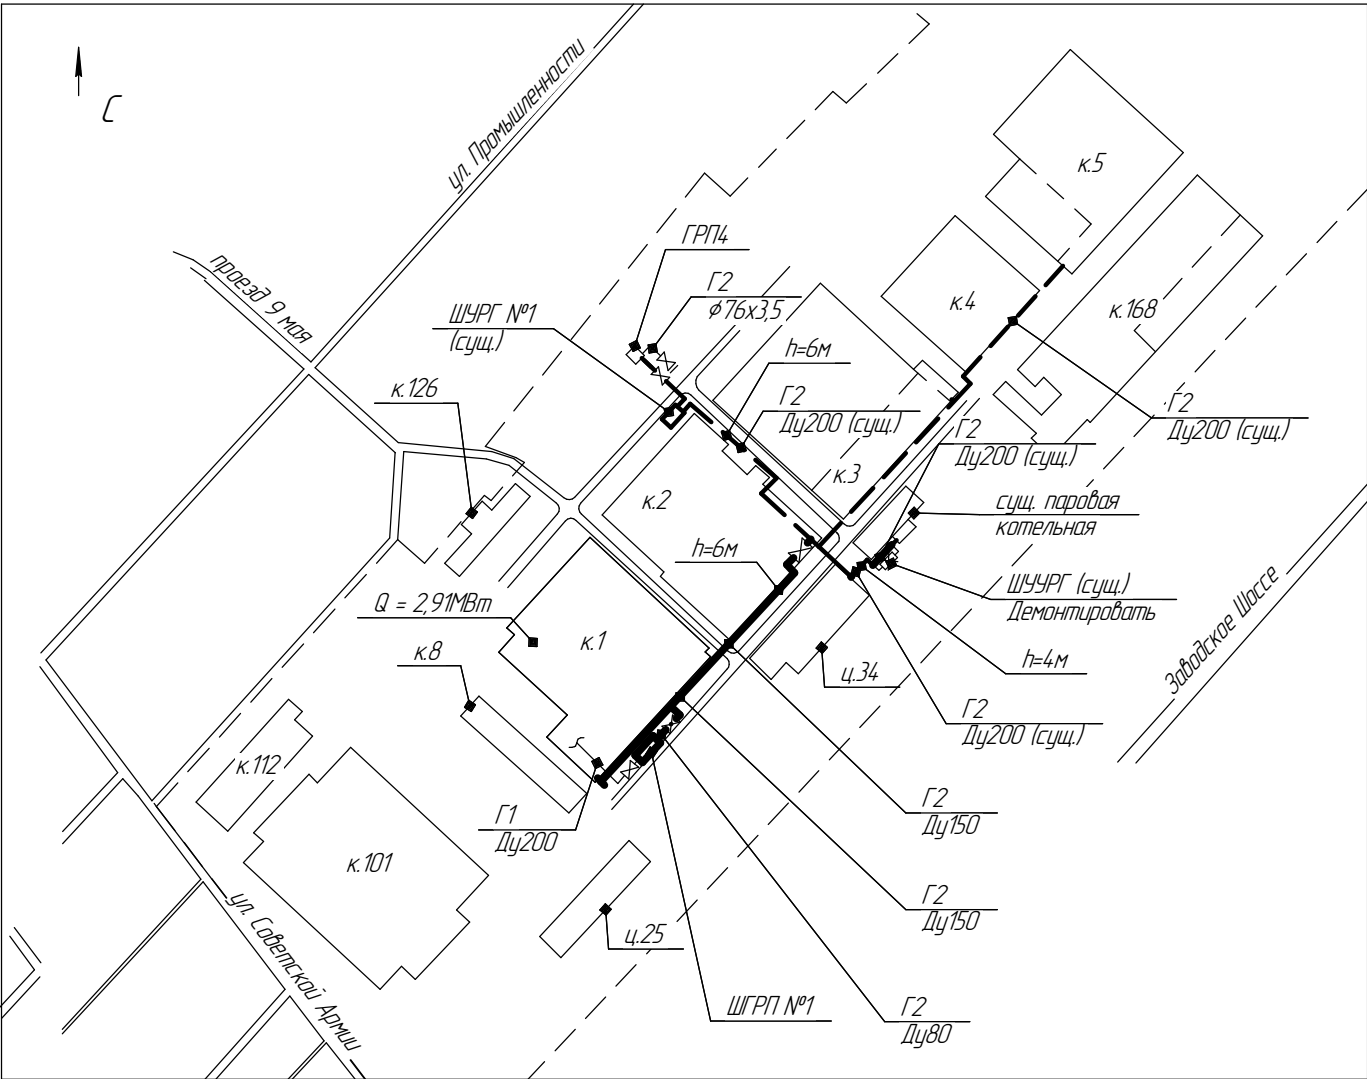 С
ул. Промышленности
проезд 9 мая
ГРП4
Г2
ϕ76х3,5
ШУРГ №1
(сущ.)
h=6м
к.126
Г2
Ду200 (сущ.)
к.5
к.4
к.168
Г2
Ду200 (сущ.)
Г2
Ду200 (сущ.)
к.3
к.2
сущ. паровая
котельная
h=6м
ШУУРГ (сущ.)
Демонтировать
Q = 2,91МВт
к.1
к.8
ц.34
h=4м
Заводское Шоссе
Г2
Ду200 (сущ.)
к.112
Г1
Ду200
Г2
Ду150
к.101
Г2
Ду150
ц.25
ул. Советской Армии
ШГРП №1
Г2
Ду80